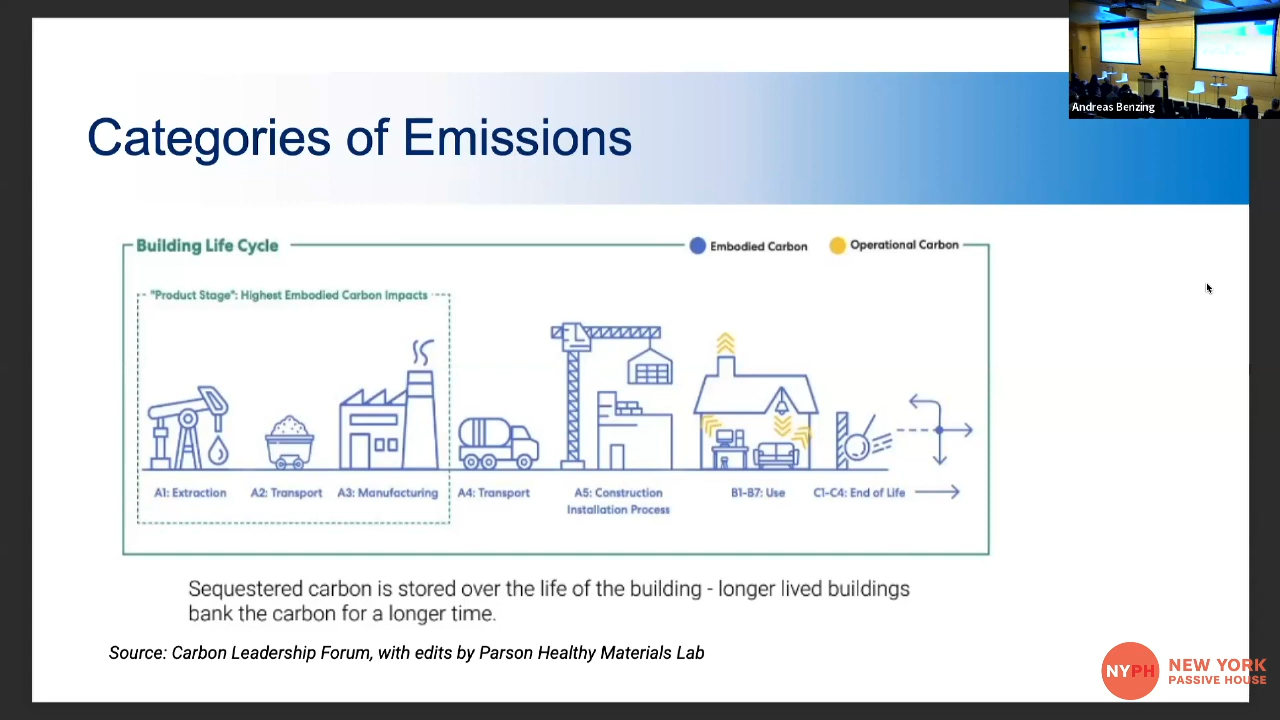 Andreas Benzing
Categories of Emissions
Building Life Cycle
Embodied Carbon
Operational Carbon
"Product Stage": Highest Embodied Carbon Impacts
A1: Extraction
A2: Transport
A3: Manufacturing
A4: Transport
A5: Construction
Installation Process
B1-B7: Use
C1-C4: End of Life
Sequestered carbon is stored over the life of the building - longer lived buildings
bank the carbon for a longer time.
Source: Carbon Leadership Forum, with edits by Parson Healthy Materials Lab
NYPH
NEW YORK
PASSIVE HOUSE